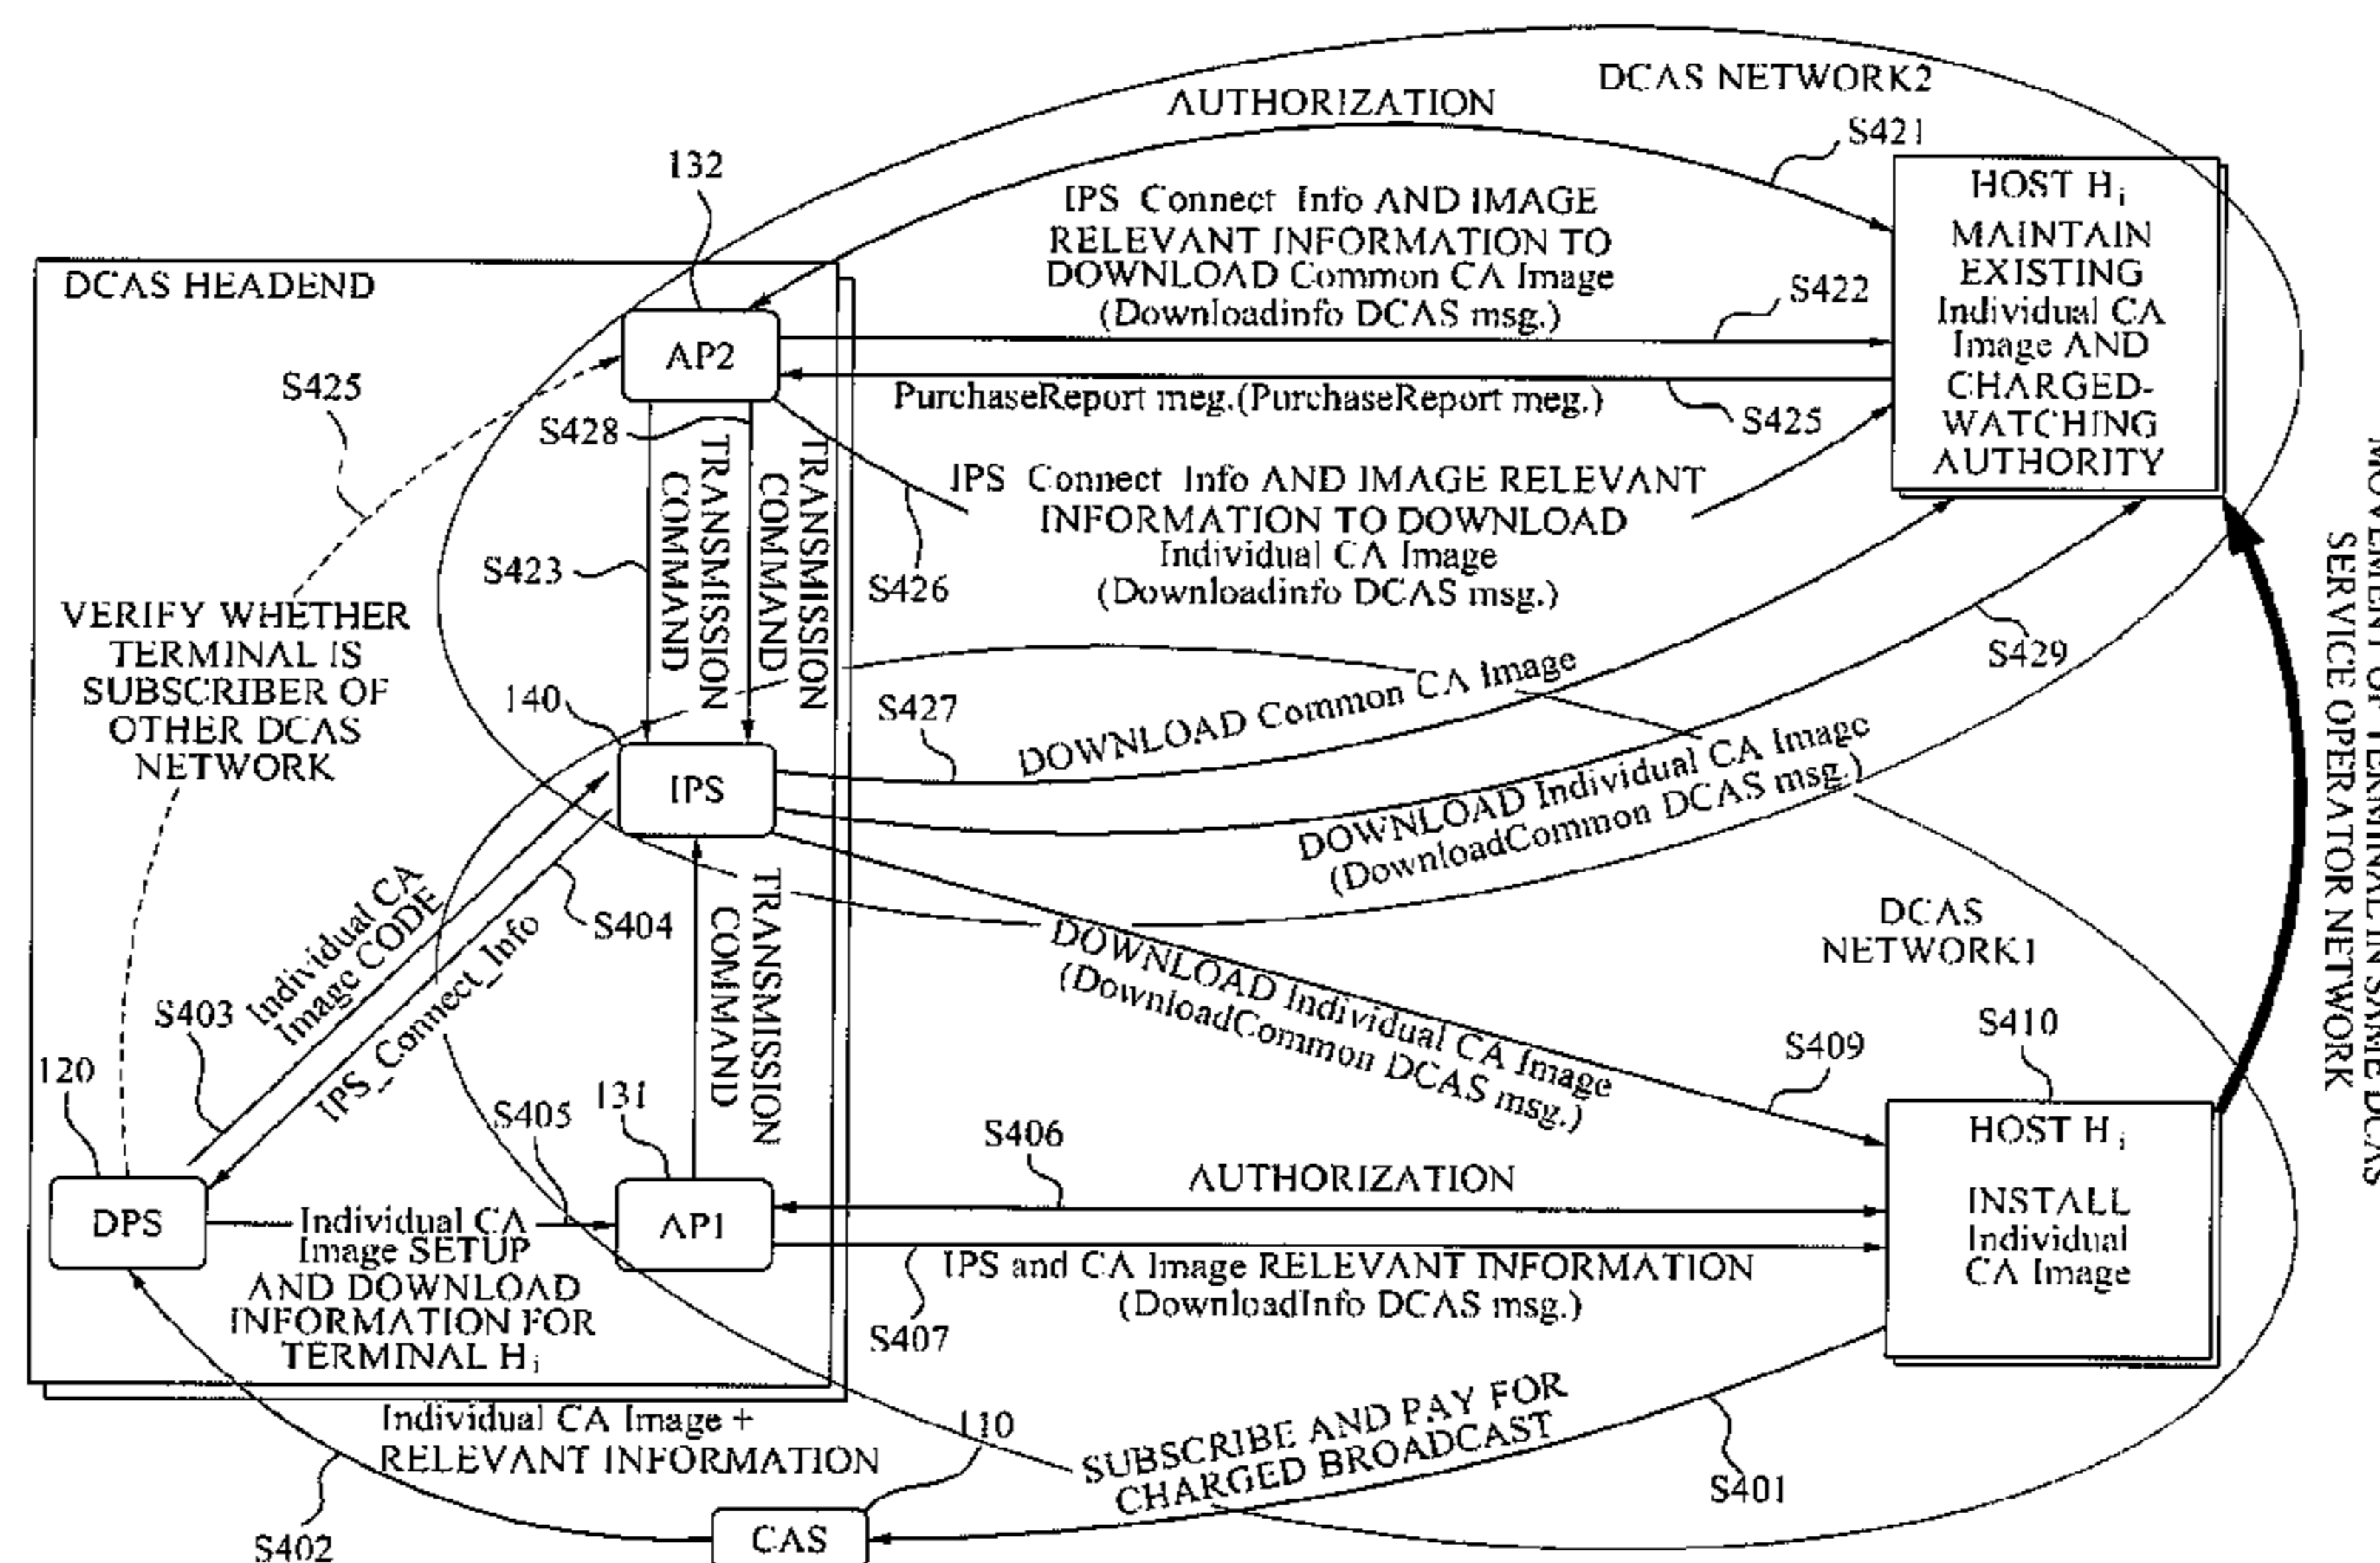 DCAS NETWORK2
AUTHORIZATION
S421
132
HOST Hi
MAINTAIN
EXISTING
Individual CA
Image AND
CHARGED-
WATCHING
AUTHORITY
IPS Connect Info AND IMAGE
RELEVANT INFORMATION TO
DOWNLOAD Common CA Image
(Downloadinfo DCAS msg.)
S422
DCAS HEADEND
AP2
S425
PurchaseReport meg.(PurchaseReport meg.)
S425
S428
TRANSMISSION
COMMAND
TRANSMISSION
COMMAND
S423
IPS Connect Info AND IMAGE RELEVANT
INFORMATION TO DOWNLOAD
Individual CA Image
(Downloadinfo DCAS msg.)
S426
MOVEMENT OF TERMINAL IN SAME DCAS
SERVICE OPERATOR NETWORK
VERIFY WHETHER
TERMINAL IS
SUBSCRIBER OF
OTHER DCAS
NETWORK
S429
140
S427
DOWNLOAD Common CA Image
IPS
DOWNLOAD Individual CA Image
(DownloadCommon DCAS msg.)
Individual CA
Image CODE
S404
IPS_Connect_Info
TRANSMISSION
COMMAND
DOWNLOAD Individual CA Image
(DownloadCommon DCAS msg.)
DCAS
NETWORK1
S403
S410
S409
120
S405
131
S406
HOST Hi
INSTALL
Individual
CA Image
AUTHORIZATION
DPS
Individual CA
Image SETUP
AND DOWNLOAD
INFORMATION FOR
TERMINAL Hi
AP1
IPS and CA Image RELEVANT INFORMATION
(DownloadInfo DCAS msg.)
S407
Individual CA Image +
RELEVANT INFORMATION
110
SUBSCRIBE AND PAY FOR
CHARGED BROADCAST
S401
S402
CAS